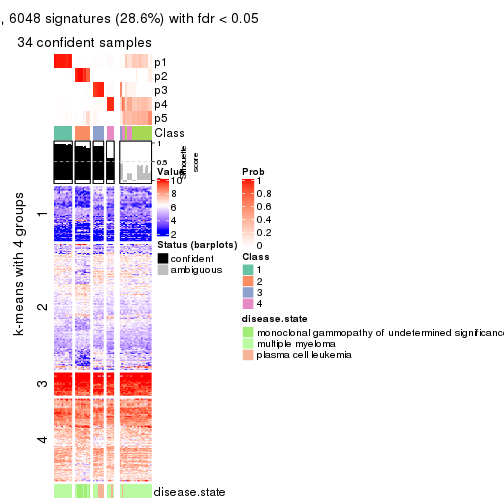 , 6048 signatures (28.6%) with fdr < 0.05
34 confident samples
p1
p2
p3
p4
p5
Class
1
0.5
0
Silhouette
score
k-means with 4 groups
1
2
3
4
disease.state
Value
10
8
6
4
2
Status (barplots)
confident
ambiguous
Prob
1
0.8
0.6
0.4
0.2
0
Class
1
2
3
4
disease.state
monoclonal gammopathy of undetermined significance
multiple myeloma
plasma cell leukemia